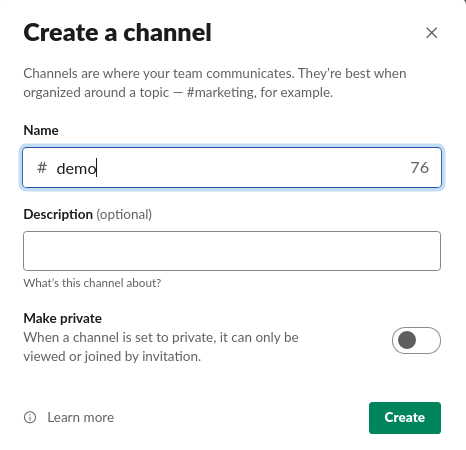 Create a channel
Channels are where your team communicates. They’re best when
organized around a topic — #marketing, for example.
Name
# demo 76
Description (optional)
What’s this channel about?
Make private
When a channel is set to private, it can only be
viewed or joined by invitation.
Learn more Create